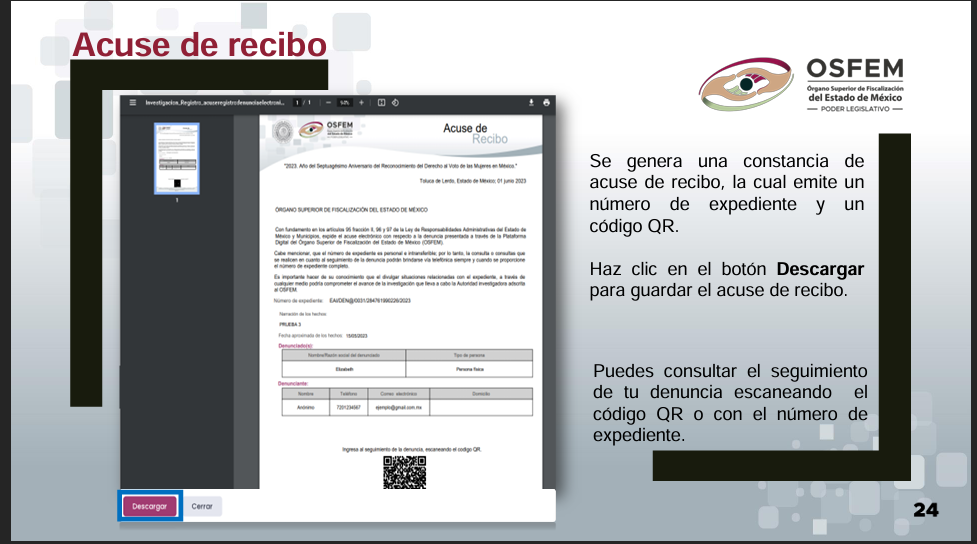 Acuse de recibo
OSFEM
Órgano Superior de Fiscalización
del Estado de México
PODER LEGISLATIVO
Investigacion_Registro_acuseregistrodenunciaelectroni...
1 / 1
50%
1
OSFEM
Acuse de
Recibo
"2023. Año del Septuagésimo Aniversario del Reconocimiento del Derecho al Voto de las Mujeres en México."
Toluca de Lerdo, Estado de México; 01 junio 2023
ÓRGANO SUPERIOR DE FISCALIZACIÓN DEL ESTADO DE MÉXICO
Con fundamento en los artículos 95 fracción II, 96 y 97 de la Ley de Responsabilidades Administrativas del Estado de
México y Municipios, expide el acuse electrónico con respecto a la denuncia presentada a través de la Plataforma
Digital del Órgano Superior de Fiscalización del Estado de México (OSFEM).
Cabe mencionar, que el número de expediente es personal e intransferible; por lo tanto, la consulta o consultas que
se realicen en cuanto al seguimiento de la denuncia podrán brindarse vía telefónica siempre y cuando se proporcione
el número de expediente completo.
Es importante hacer de su conocimiento que el divulgar situaciones relacionadas con el expediente, a través de
cualquier medio podría comprometer el avance de la investigación que lleva a cabo la Autoridad investigadora adscrita
al OSFEM.
Número de expediente: EAI/DEN@/0031/284761990226/2023
Narración de los hechos:
PRUEBA 3
Fecha aproximada de los hechos: 15/05/2023
Denunciado(s):
Nombre/Razón social del denunciado Tipo de persona
Elizabeth Persona física
Denunciante:
Nombre Teléfono Correo electrónico Domicilio
Anónimo 7201234567 ejemplo@gmail.com.mx
Ingresa al seguimiento de la denuncia, escaneando el codigo QR.
Descargar Cerrar
Se genera una constancia de
acuse de recibo, la cual emite un
número de expediente y un
código QR.
Haz clic en el botón Descargar
para guardar el acuse de recibo.
Puedes consultar el seguimiento
de tu denuncia escaneando el
código QR o con el número de
expediente.
24